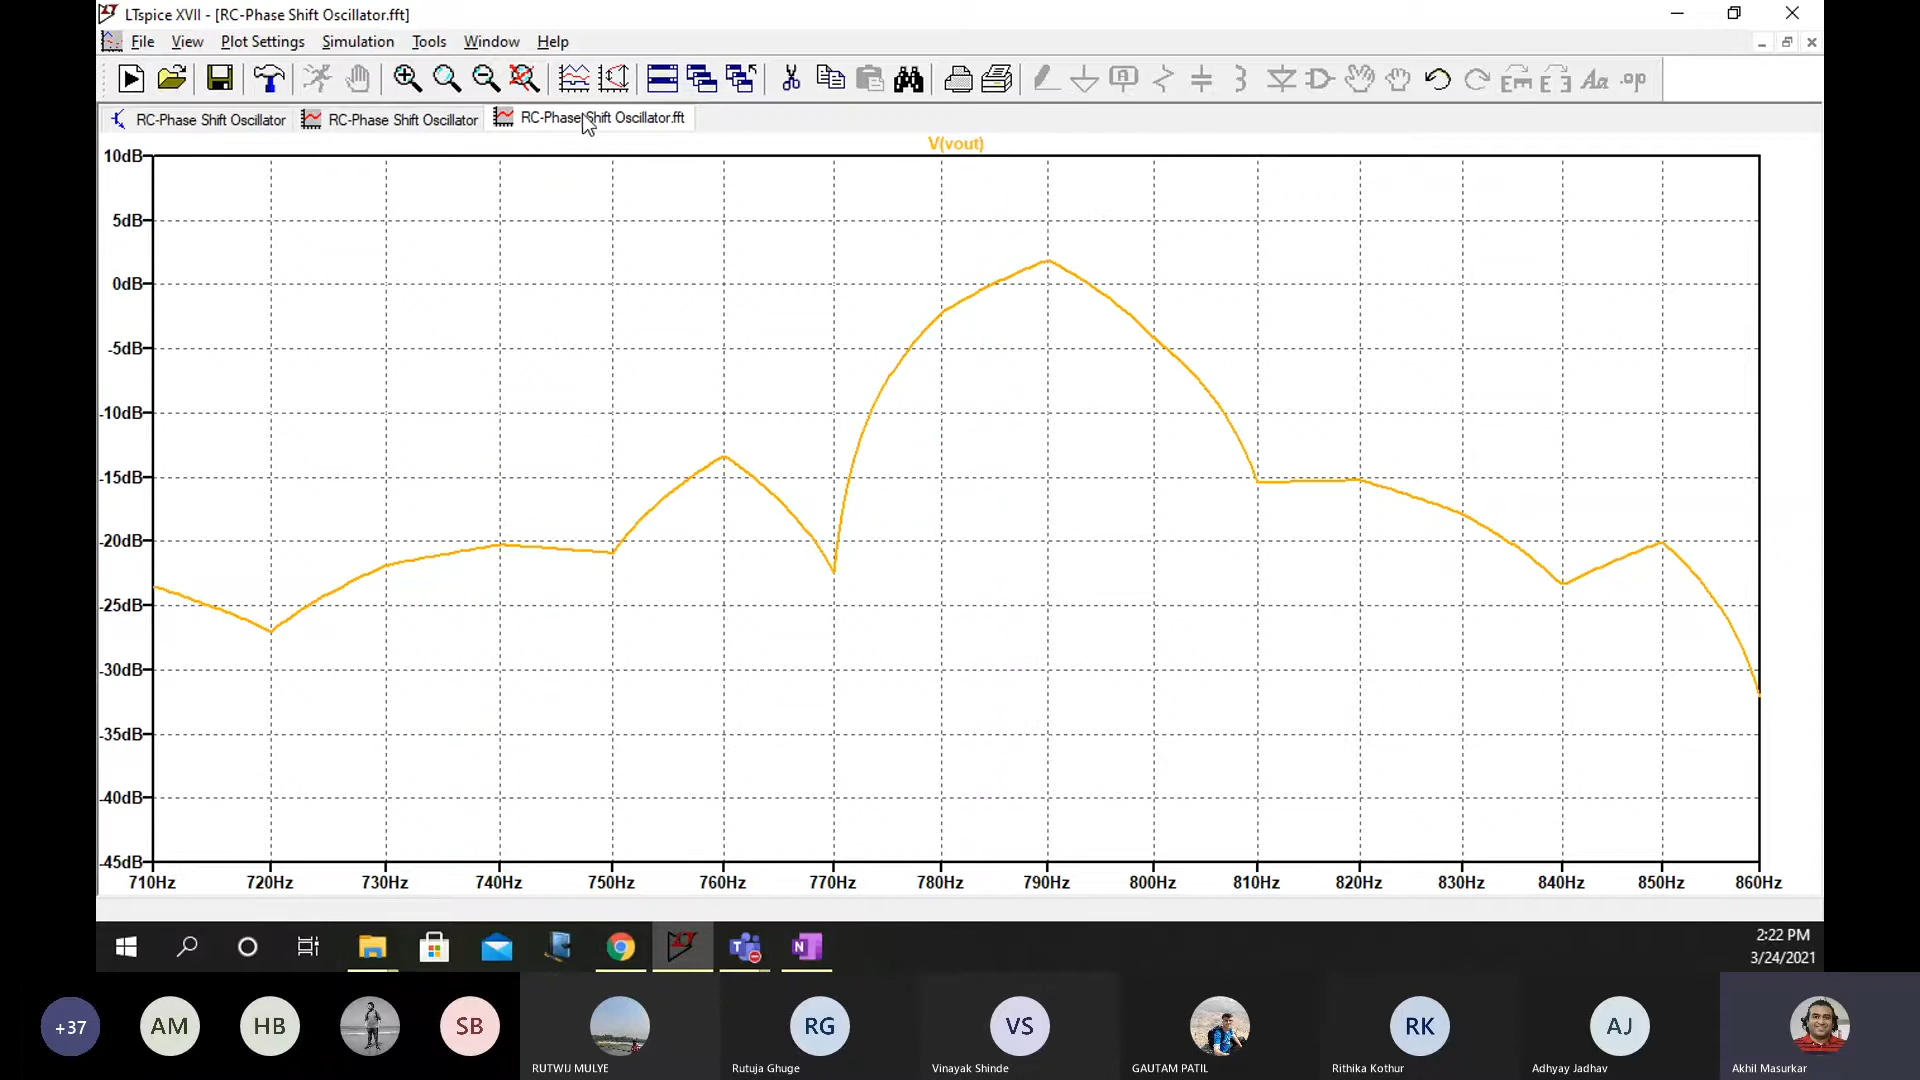 LTspice XVII - [RC-Phase Shift Oscillator.fft]
File View Plot Settings Simulation Tools Window Help
Aa .op
RC-Phase Shift Oscillator RC-Phase Shift Oscillator RC-Phase Shift Oscillator.fft
V(vout)
10dB
5dB
0dB
-5dB
-10dB
-15dB
-20dB
-25dB
-30dB
-35dB
-40dB
-45dB
710Hz 720Hz 730Hz 740Hz 750Hz 760Hz 770Hz 780Hz 790Hz 800Hz 810Hz 820Hz 830Hz 840Hz 850Hz 860Hz
2:22 PM
3/24/2021
+37 AM HB SB RG VS RK AJ
RUTWIJ MULYE Rutuja Ghuge Vinayak Shinde GAUTAM PATIL Rithika Kothur Adhyay Jadhav Akhil Masurkar